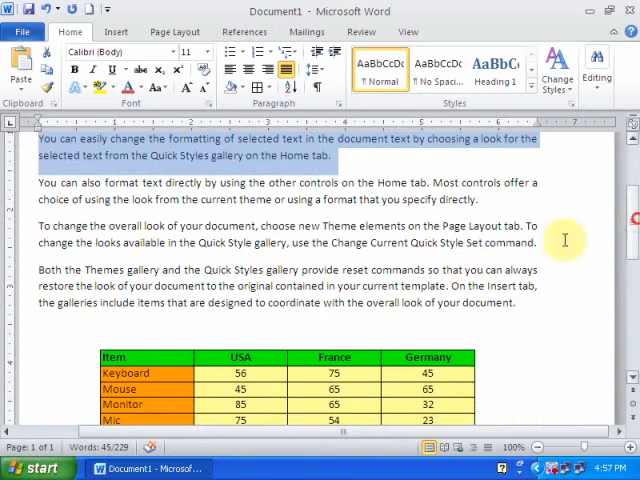 Document1 - Microsoft Word
File Home Insert Page Layout References Mailings Review View
Calibri (Body) 11
Paste
AaBbCcDc AaBbCcDc AaBbC
¶ Normal ¶ No Spaci... Heading 1
Change Styles
Editing
Clipboard Font Paragraph Styles
1 2 3 4 5 6 7
You can easily change the formatting of selected text in the document text by choosing a look for the
selected text from the Quick Styles gallery on the Home tab.
You can also format text directly by using the other controls on the Home tab. Most controls offer a
choice of using the look from the current theme or using a format that you specify directly.
To change the overall look of your document, choose new Theme elements on the Page Layout tab. To
change the looks available in the Quick Style gallery, use the Change Current Quick Style Set command.
Both the Themes gallery and the Quick Styles gallery provide reset commands so that you can always
restore the look of your document to the original contained in your current template. On the Insert tab,
the galleries include items that are designed to coordinate with the overall look of your document.
Item USA France Germany
Keyboard 56 75 45
Mouse 45 65 65
Monitor 85 65 32
Mic 75 54 23
Page: 1 of 1 Words: 45/229 100%
start Document1 - Microsof... 4:57 PM